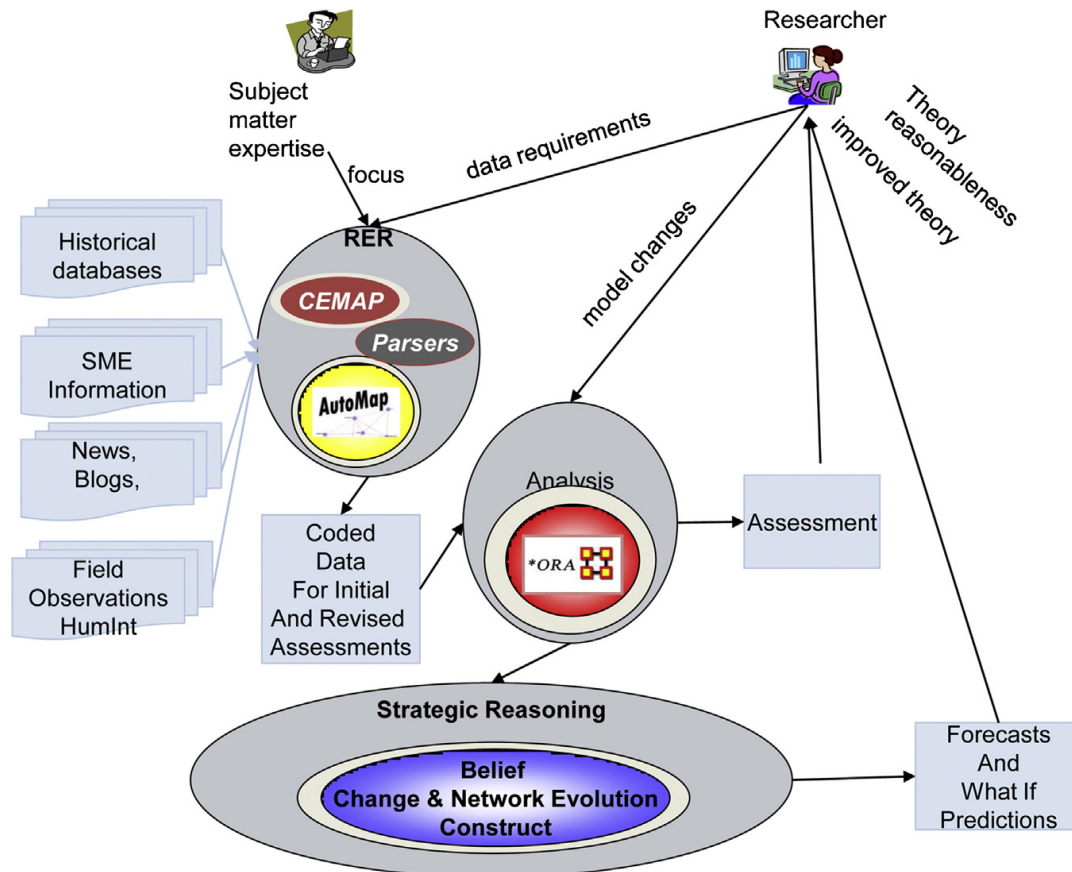 Researcher
Subject
matter
expertise
focus
data requirements
Theory
reasonableness
improved theory
model changes
Historical
databases
SME
Information
News,
Blogs,
Field
Observations
HumInt
RER
CEMAP
Parsers
AutoMap
Coded
Data
For Initial
And Revised
Assessments
Analysis
*ORA
Assessment
Strategic Reasoning
Belief
Change & Network Evolution
Construct
Forecasts
And
What If
Predictions